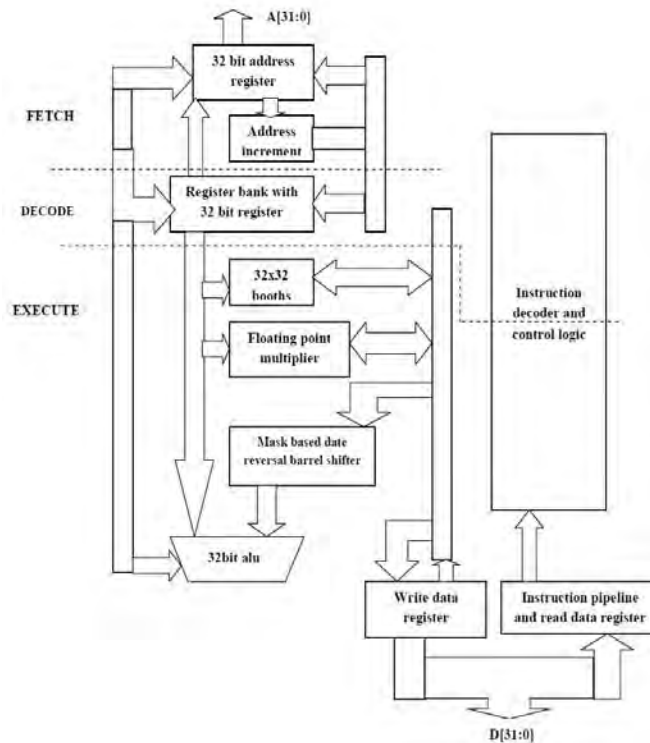 A[31:0]
32 bit address
register
FETCH
Address
increment
Register bank with
32 bit register
DECODE
EXECUTE
32x32
booths
Floating point
multiplier
Instruction
decoder and
control logic
Mask based date
reversal barrel shifter
32bit alu
Write data
register
Instruction pipeline
and read data register
D[31:0]